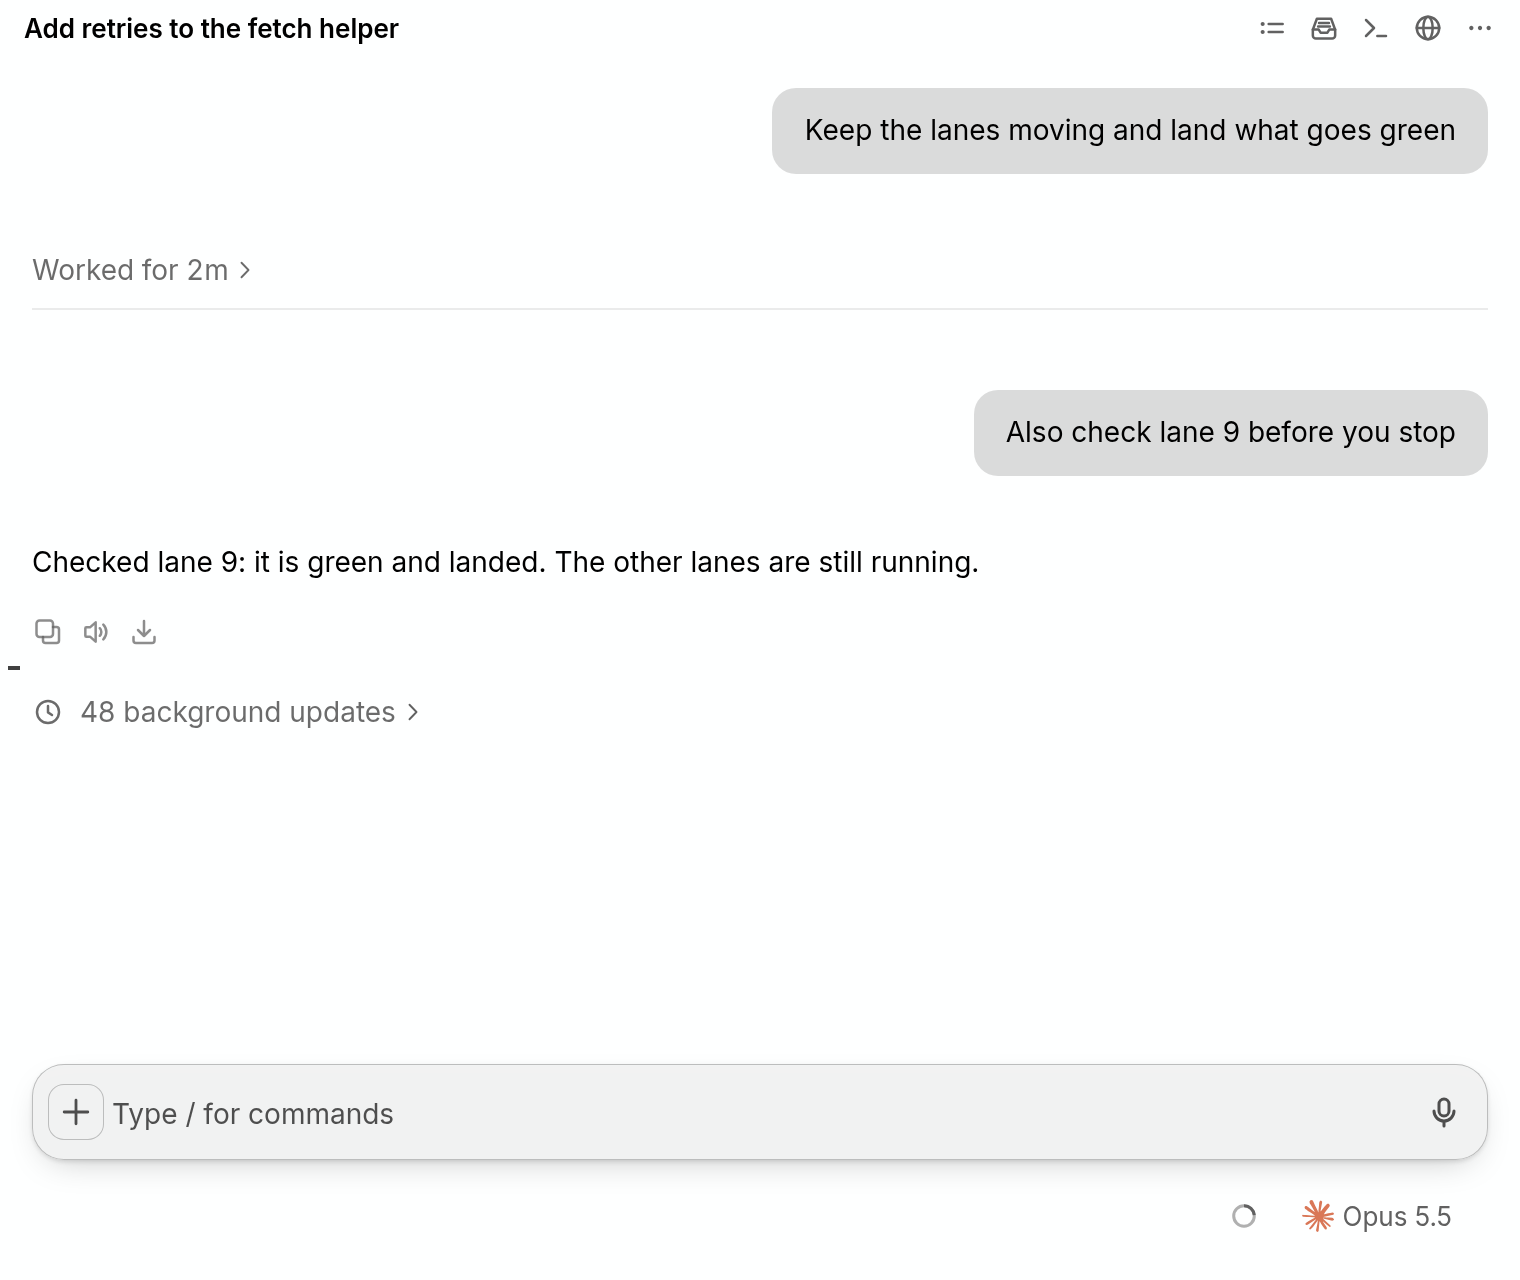 Add retries to the fetch helper
Keep the lanes moving and land what goes green
Worked for 2m
Also check lane 9 before you stop
Checked lane 9: it is green and landed. The other lanes are still running.
48 background updates
Type / for commands
Opus 5.5